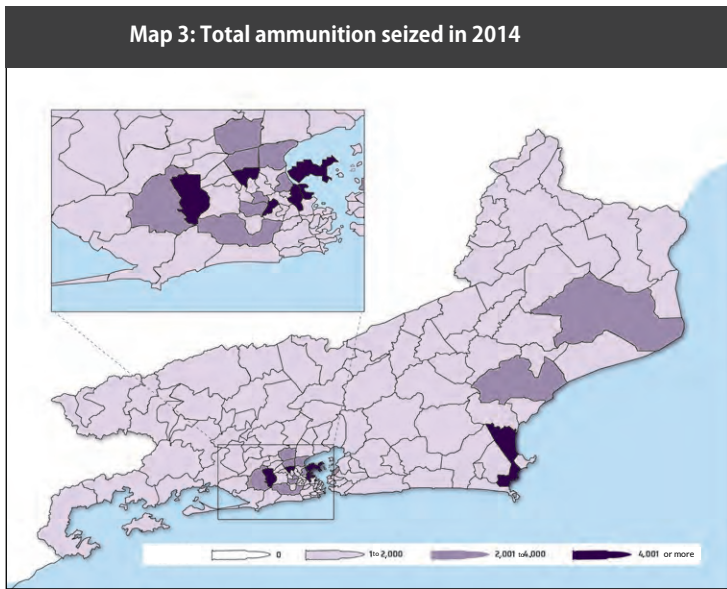 Map 3: Total ammunition seized in 2014
0 1 to 2,000 2,001 to 4,000 4,001 or more